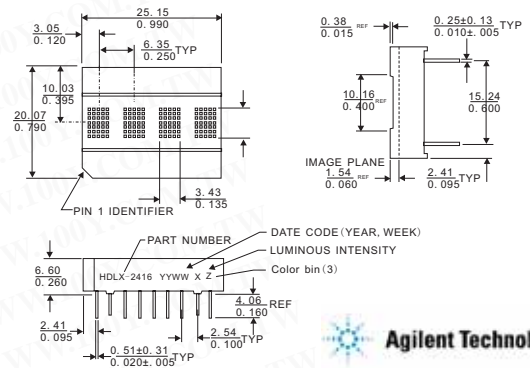 25.15
0.990
3.05
0.120
6.35
0.250 TYP
10.03
0.395
20.07
0.790
3.43
0.135
PIN 1 IDENTIFIER
0.38 REF
0.015
0.25±0.13 TYP
0.010±.005
10.16 REF
0.400
15.24
0.600
IMAGE PLANE
1.54 REF
0.060
2.41 TYP
0.095
PART NUMBER
DATE CODE(YEAR, WEEK)
LUMINOUS INTENSITY
Color bin(3)
HDLX-2416 YYWW X Z
6.60
0.260
4.06 REF
0.160
2.41
0.095
2.54 TYP
0.100
0.51±0.31 TYP
0.020±.005
Agilent Technol